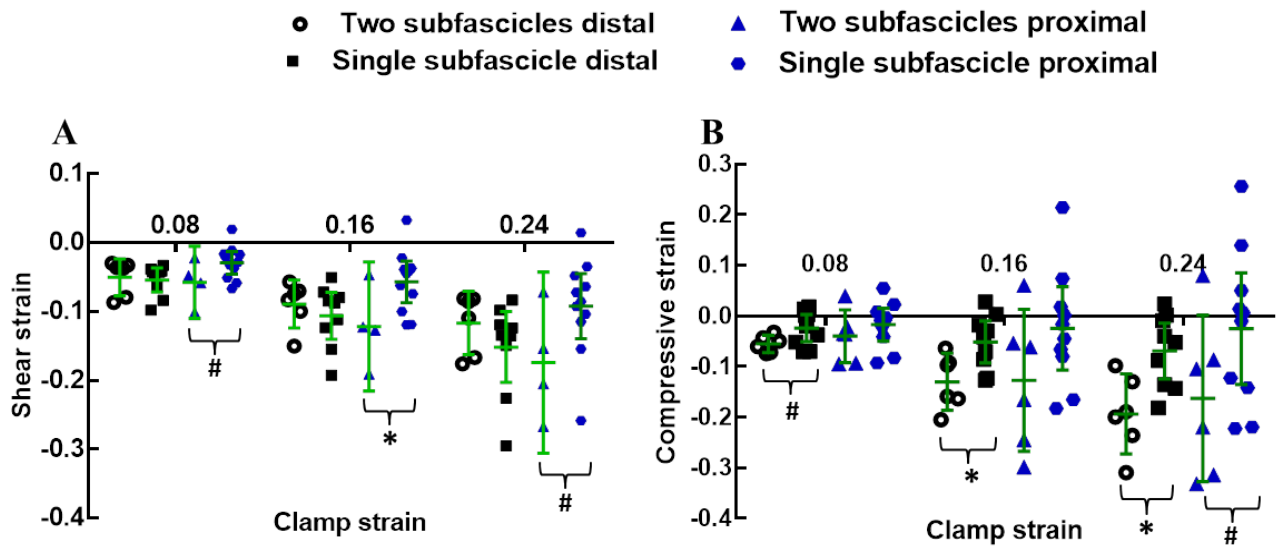 Two subfascicles distal
Two subfascicles proximal
Single subfascicle distal
Single subfascicle proximal
A
Shear strain
0.1
0.0
-0.1
-0.2
-0.3
-0.4
0.08 0.16 0.24
# * #
Clamp strain
B
Compressive strain
0.3
0.2
0.1
0.0
-0.1
-0.2
-0.3
-0.4
0.08 0.16 0.24
# * * #
Clamp strain